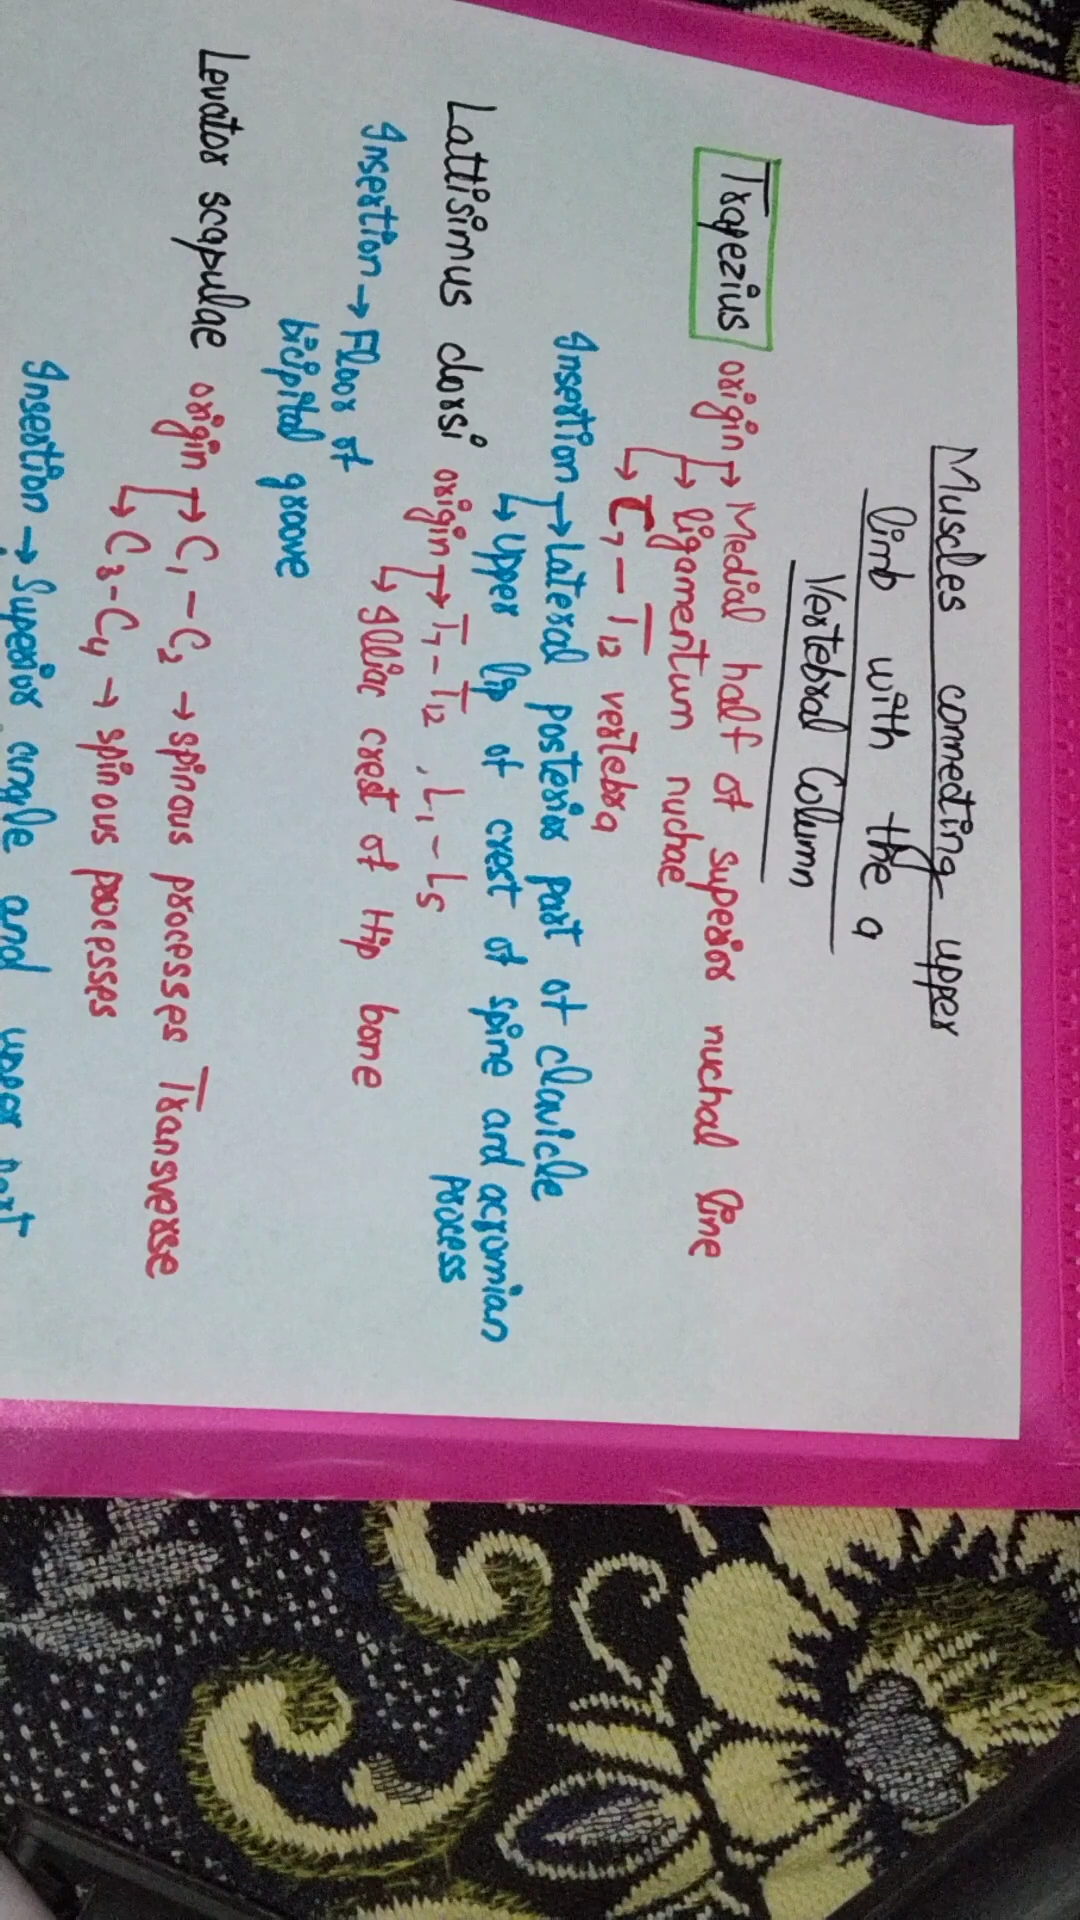 Muscles connecting upper
limb with the a
Vertebral Column
Trapezius origin → Medial half of superior nuchal line
→ ligamentum nuchae
→ C7 – T12 vertebra
Insertion → Lateral posterior part of clavicle
→ Upper lip of crest of spine and acromian
process
Lattisimus dorsi origin → T7 – T12, L1 – L5
→ Illiac crest of Hip bone
Insertion → Floor of
bicipital groove
Levator scapulae origin → C1 – C2 → spinous processes Transverse
→ C3 – C4 → spinous processes
Insertion → Superior angle and upper part